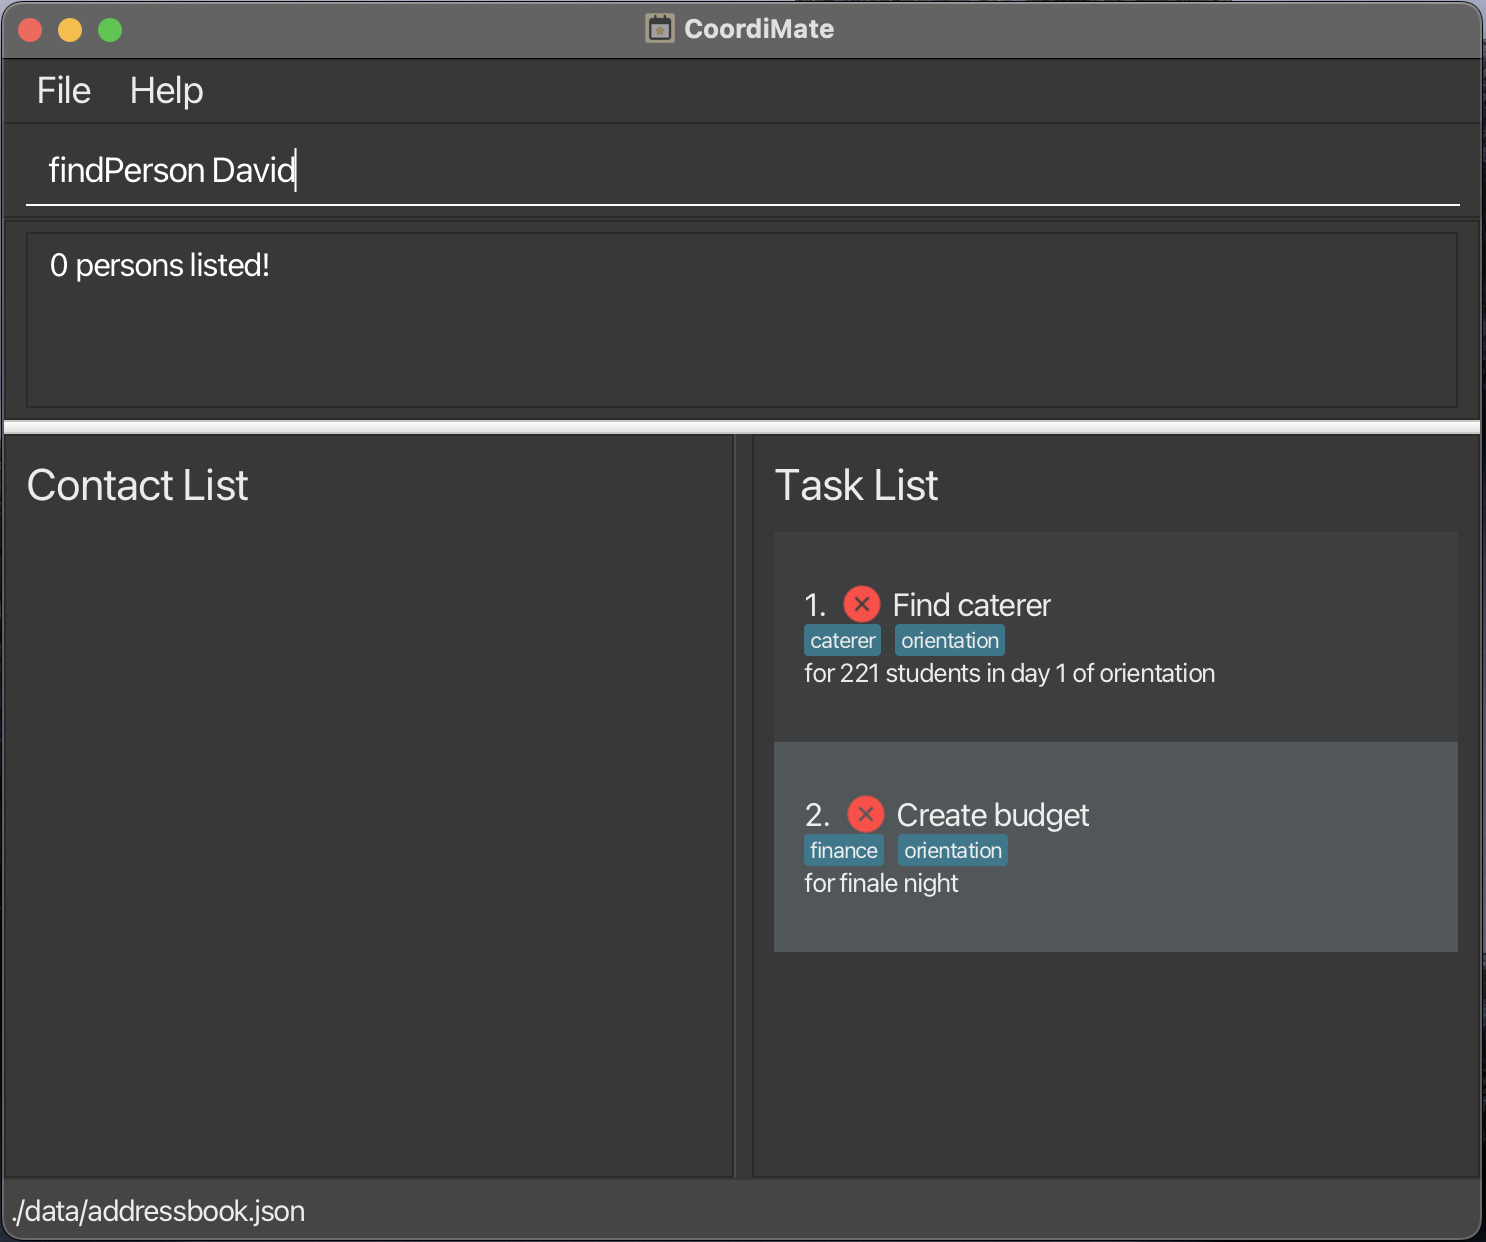 CoordiMate
File Help
findPerson David
0 persons listed!
Contact List
Task List
1. Find caterer
caterer orientation
for 221 students in day 1 of orientation
2. Create budget
finance orientation
for finale night
./data/addressbook.json